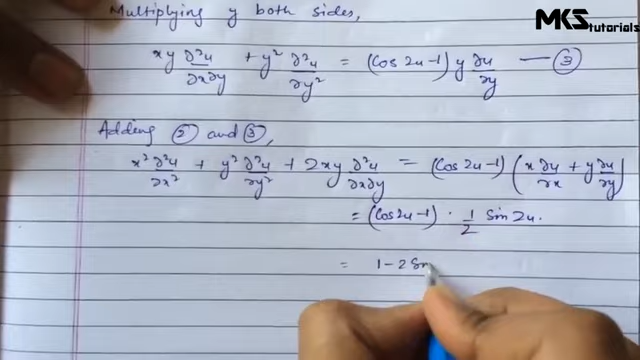 MKS tutorials
Multiplying y both sides,
xy ∂²u/∂x∂y + y² ∂²u/∂y² = (Cos 2u-1) y ∂u/∂y — ③
Adding ② and ③,
x² ∂²u/∂x² + y² ∂²u/∂y² + 2xy ∂²u/∂x∂y = (Cos 2u-1) (x ∂u/∂x + y ∂u/∂y)
= (Cos 2u-1) · 1/2 Sin 2u.
= 1-2 Sin